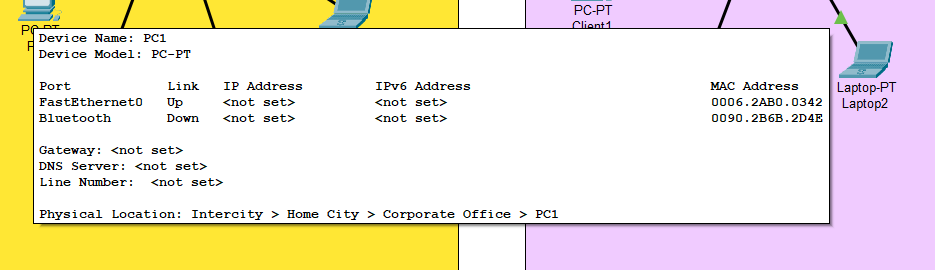 PC-PT
PC-PT
Client1
Device Name: PC1
Device Model: PC-PT
Port Link IP Address IPv6 Address MAC Address
FastEthernet0 Up <not set> <not set> 0006.2AB0.0342
Bluetooth Down <not set> <not set> 0090.2B6B.2D4E
Gateway: <not set>
DNS Server: <not set>
Line Number: <not set>
Physical Location: Intercity > Home City > Corporate Office > PC1
Laptop-PT
Laptop2